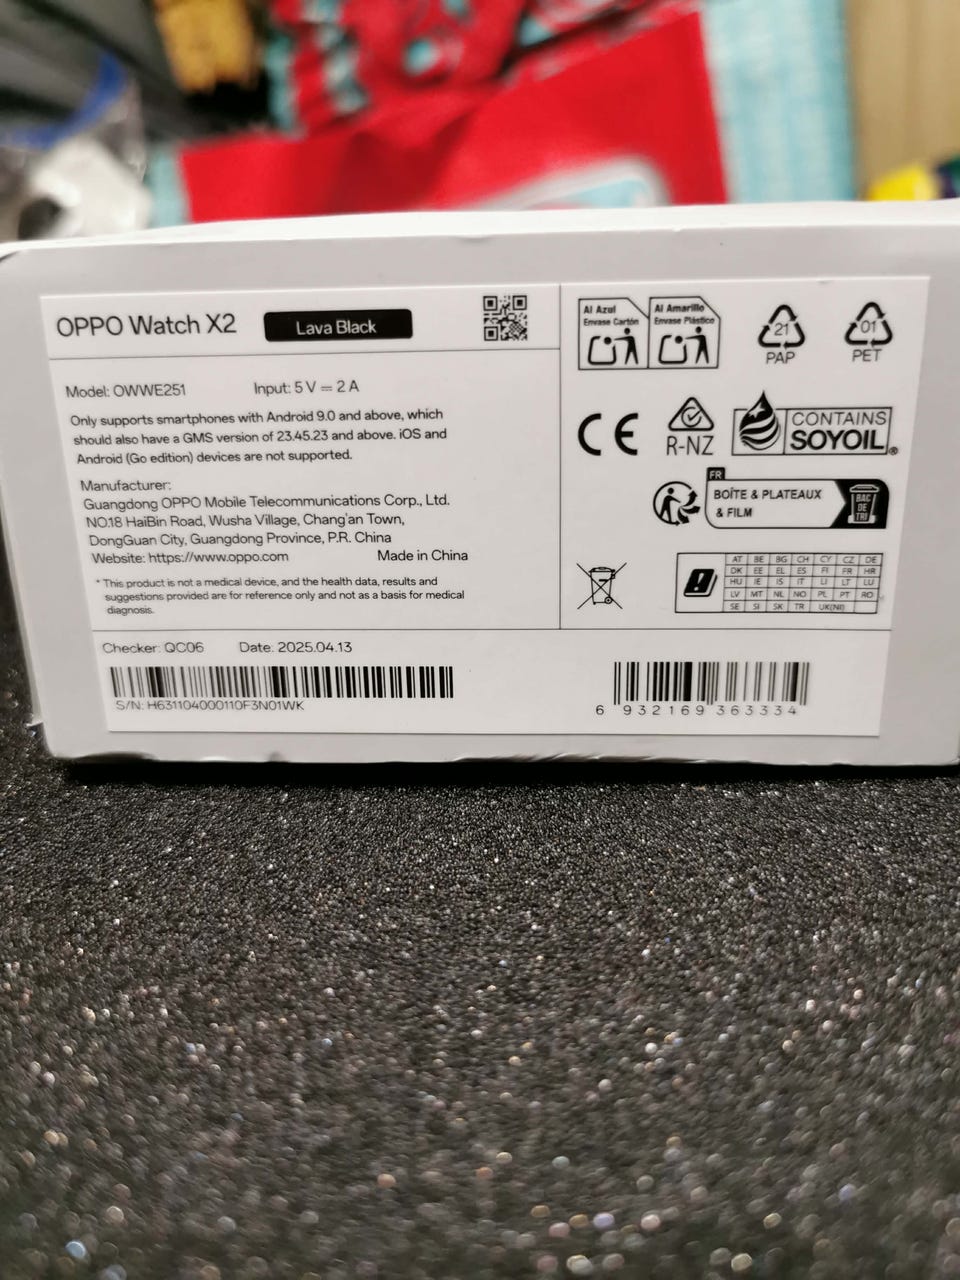 OPPO Watch X2
Lava Black
Model: OWWE251
Input: 5 V ⎓ 2 A
Only supports smartphones with Android 9.0 and above, which
should also have a GMS version of 23.45.23 and above. iOS and
Android (Go edition) devices are not supported.
Manufacturer:
Guangdong OPPO Mobile Telecommunications Corp., Ltd.
NO.18 HaiBin Road, Wusha Village, Chang'an Town,
DongGuan City, Guangdong Province, P.R. China
Website: https://www.oppo.com
Made in China
* This product is not a medical device, and the health data, results and
suggestions provided are for reference only and not as a basis for medical
diagnosis.
Checker: QC06
Date: 2025.04.13
S/N: H631104000110F3N01WK
Al Azul
Envase Cartón
Al Amarillo
Envase Plástico
21
PAP
01
PET
CE
R-NZ
CONTAINS
SOYOIL®
FR
BOÎTE & PLATEAUX
& FILM
BAC
DE
TRI
AT BE BG CH CY CZ DE
DK EE EL ES FI FR HR
HU IE IS IT LI LT LU
LV MT NL NO PL PT RO
SE SI SK TR UK(NI)
6 932169 363334